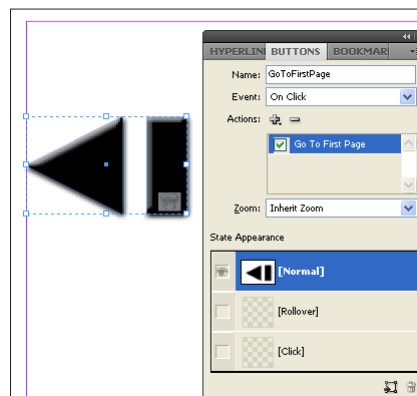 HYPERLIN BUTTONS BOOKMAR
Name: GoToFirstPage
Event: On Click
Actions:
Go To First Page
Zoom: Inherit Zoom
State Appearance
[Normal]
[Rollover]
[Click]